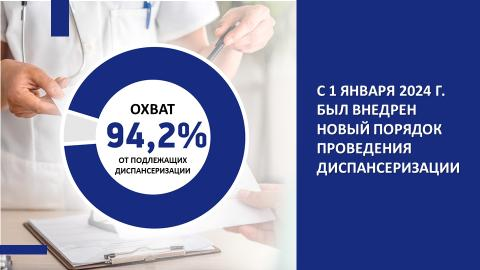 ОХВАТ
94,2%
ОТ ПОДЛЕЖАЩИХ
ДИСПАНСЕРИЗАЦИИ
С 1 ЯНВАРЯ 2024 Г.
БЫЛ ВНЕДРЕН
НОВЫЙ ПОРЯДОК
ПРОВЕДЕНИЯ
ДИСПАНСЕРИЗАЦИИ